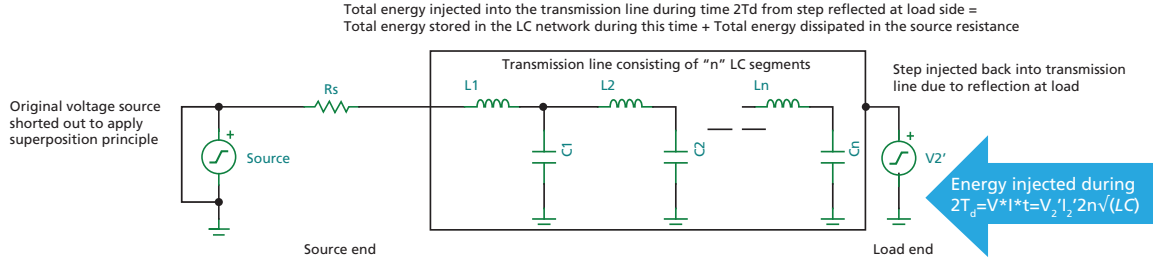 Total energy injected into the transmission line during time 2Td from step reflected at load side =
Total energy stored in the LC network during this time + Total energy dissipated in the source resistance
Transmission line consisting of “n” LC segments
Step injected back into transmission
line due to reflection at load
Original voltage source
shorted out to apply
superposition principle
Rs
L1
L2
Ln
+
Source
C1
C2
Cn
+
V2'
Energy injected during
2T_d=V*I*t=V_2'I_2'2n√(LC)
Source end
Load end